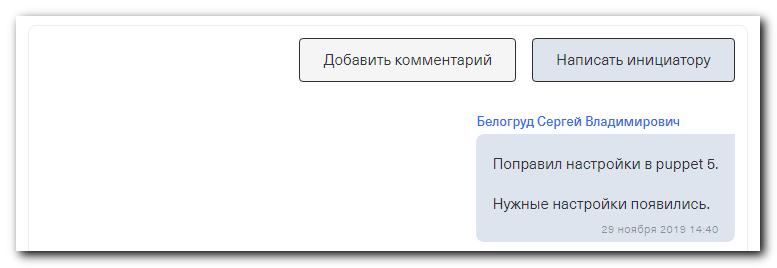 Добавить комментарий
Написать инициатору
Белогруд Сергей Владимирович
Поправил настройки в puppet 5.
Нужные настройки появились.
29 ноября 2019 14:40